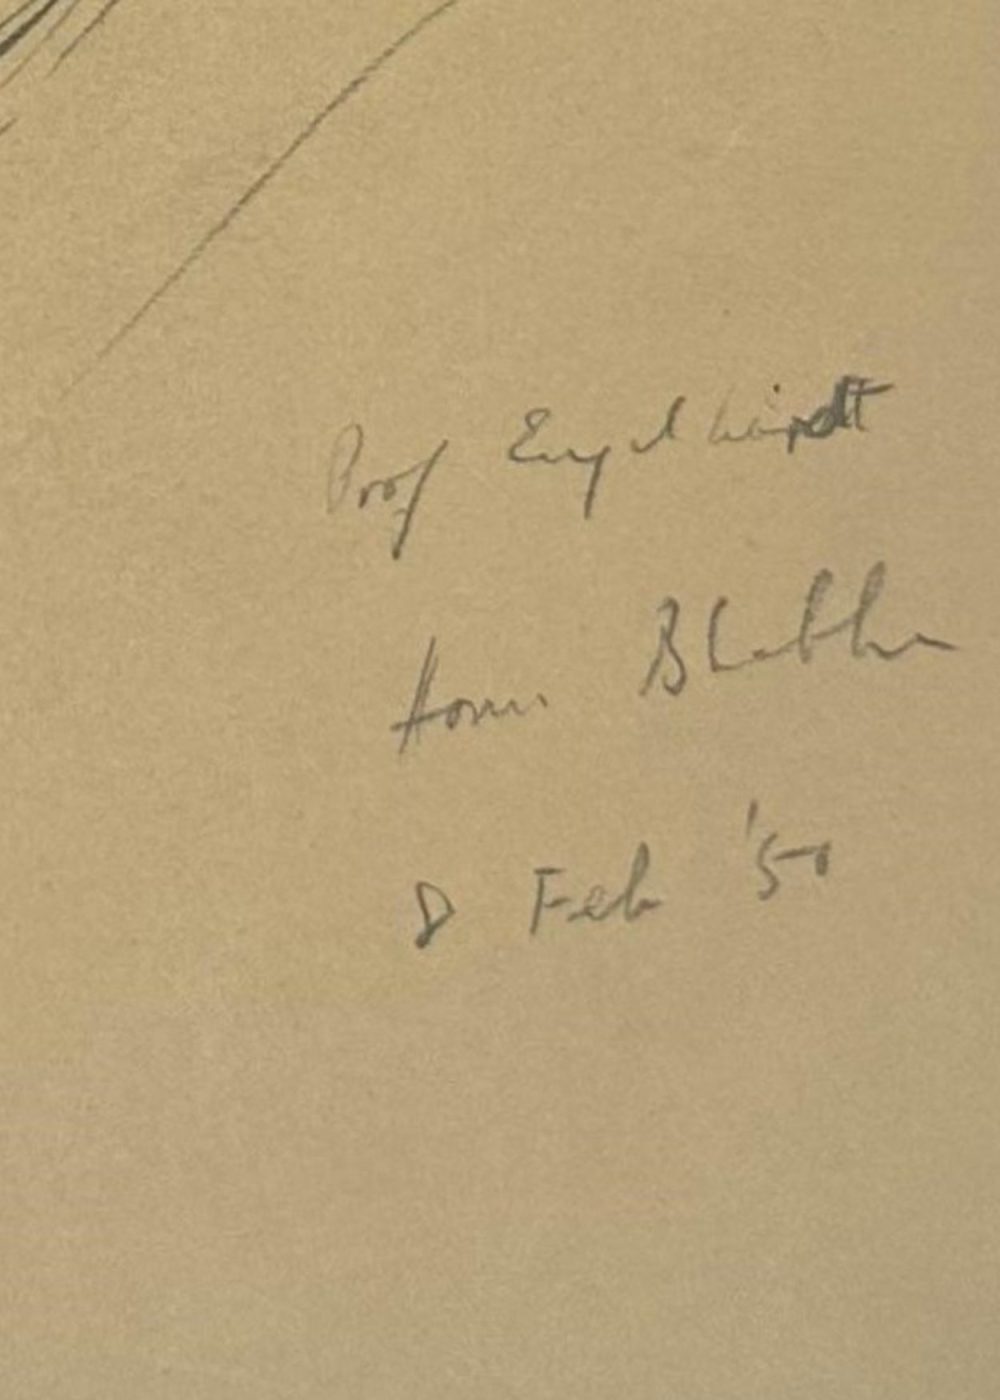 Prof Engelhardt
Homi Bhabha
8 Feb '50